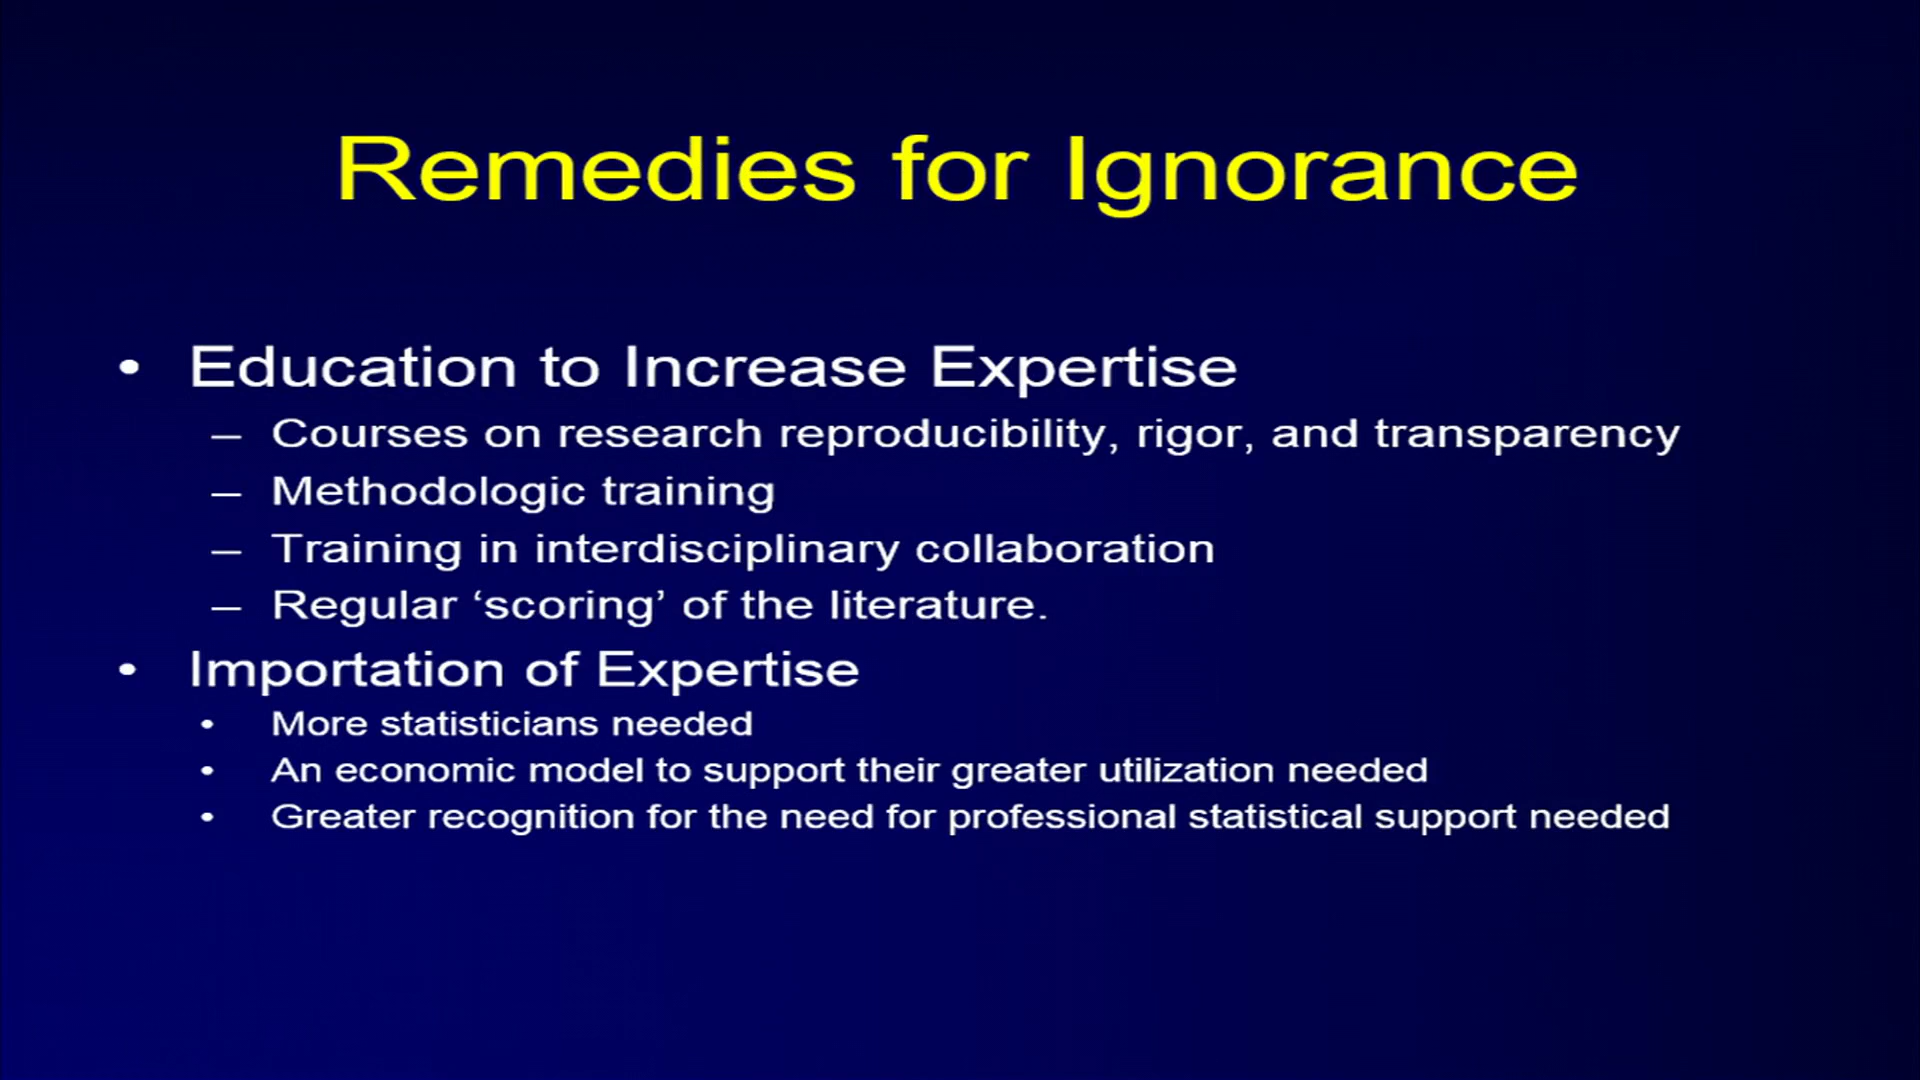 Remedies for Ignorance
• Education to Increase Expertise
– Courses on research reproducibility, rigor, and transparency
– Methodologic training
– Training in interdisciplinary collaboration
– Regular ‘scoring’ of the literature.
• Importation of Expertise
• More statisticians needed
• An economic model to support their greater utilization needed
• Greater recognition for the need for professional statistical support needed